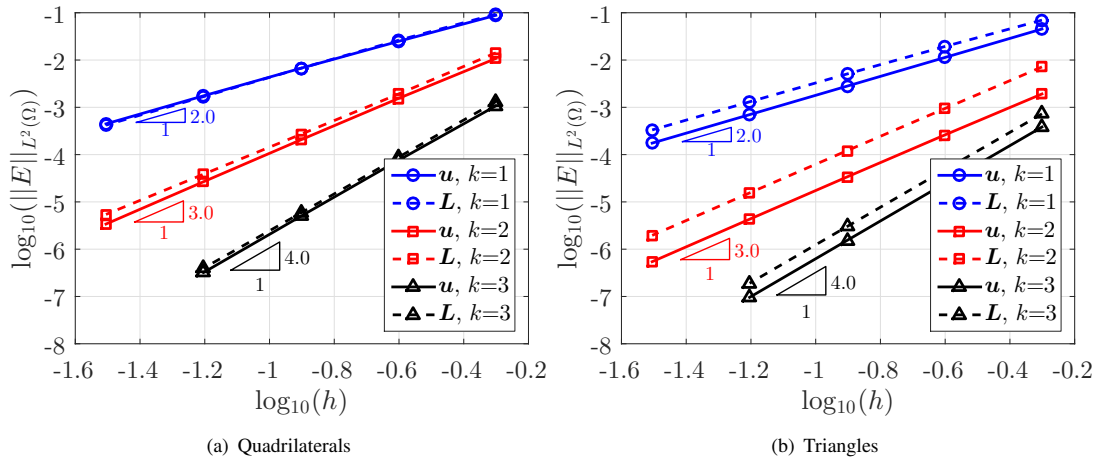 -1
-2
-3
-4
-5
-6
-7
-8
log10(||E||L2(Ω))
2.0
1
3.0
1
4.0
1
u, k=1
L, k=1
u, k=2
L, k=2
u, k=3
L, k=3
-1.6 -1.4 -1.2 -1 -0.8 -0.6 -0.4 -0.2
log10(h)
(a) Quadrilaterals
-1
-2
-3
-4
-5
-6
-7
-8
log10(||E||L2(Ω))
2.0
1
3.0
1
4.0
1
u, k=1
L, k=1
u, k=2
L, k=2
u, k=3
L, k=3
-1.6 -1.4 -1.2 -1 -0.8 -0.6 -0.4 -0.2
log10(h)
(b) Triangles